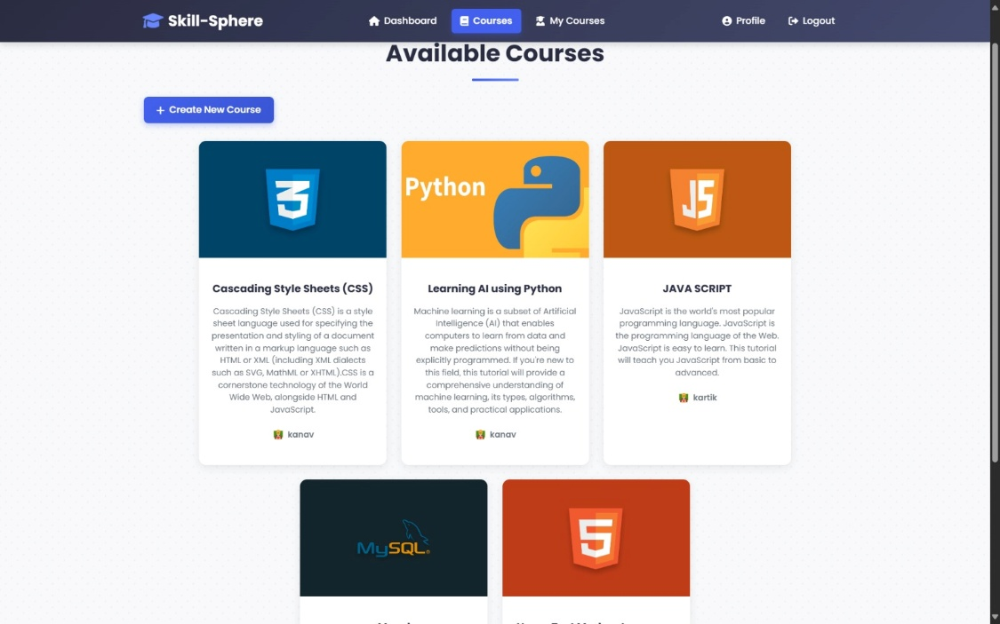 Skill-Sphere
Dashboard
Courses
My Courses
Profile
Logout
Available Courses
+ Create New Course
Python
JS
Cascading Style Sheets (CSS)
Cascading Style Sheets (CSS) is a style
sheet language used for specifying the
presentation and styling of a document
written in a markup language such as
HTML or XML (including XML dialects
such as SVG, MathML or XHTML).CSS is a
cornerstone technology of the World
Wide Web, alongside HTML and
JavaScript.
kanav
Learning AI using Python
Machine learning is a subset of Artificial
Intelligence (AI) that enables
computers to learn from data and
make predictions without being
explicitly programmed. If you're new to
this field, this tutorial will provide a
comprehensive understanding of
machine learning, its types, algorithms,
tools, and practical applications.
kanav
JAVA SCRIPT
JavaScript is the world's most popular
programming language. JavaScript is
the programming language of the Web.
JavaScript is easy to learn. This tutorial
will teach you JavaScript from basic to
advanced.
kartik
MySQL
5